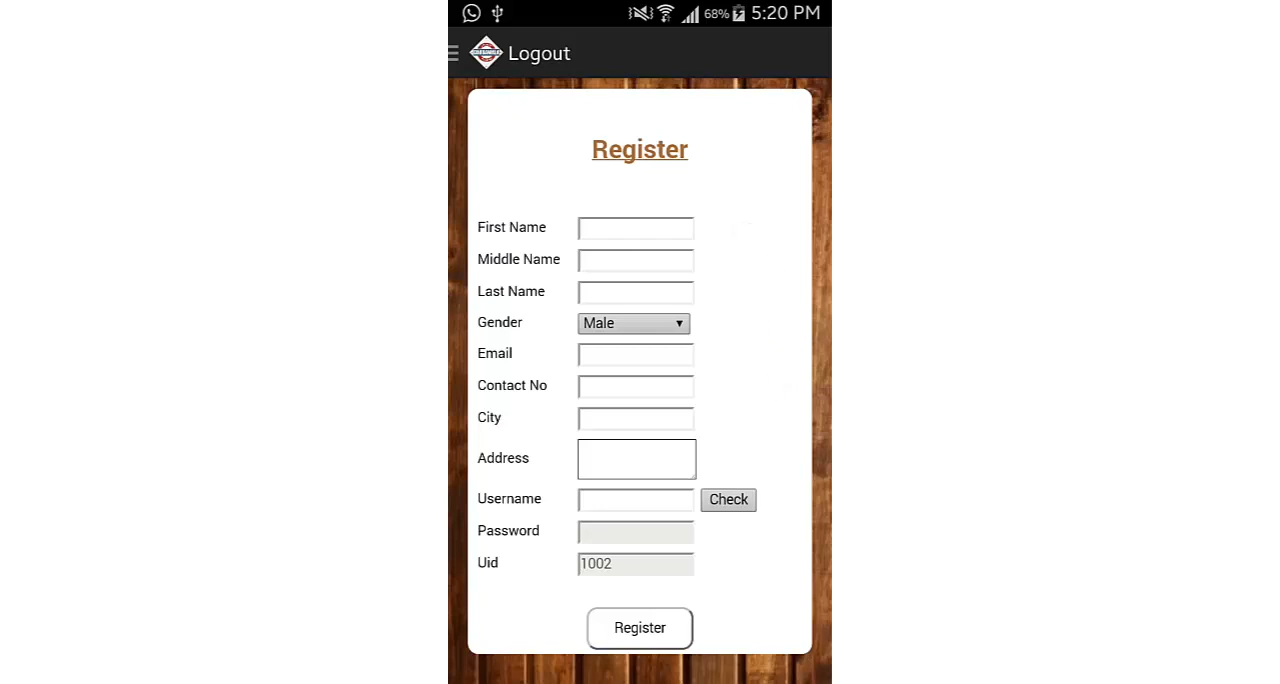 68% 5:20 PM
Logout
Register
First Name
Middle Name
Last Name
Gender Male
Email
Contact No
City
Address
Username Check
Password
Uid 1002
Register